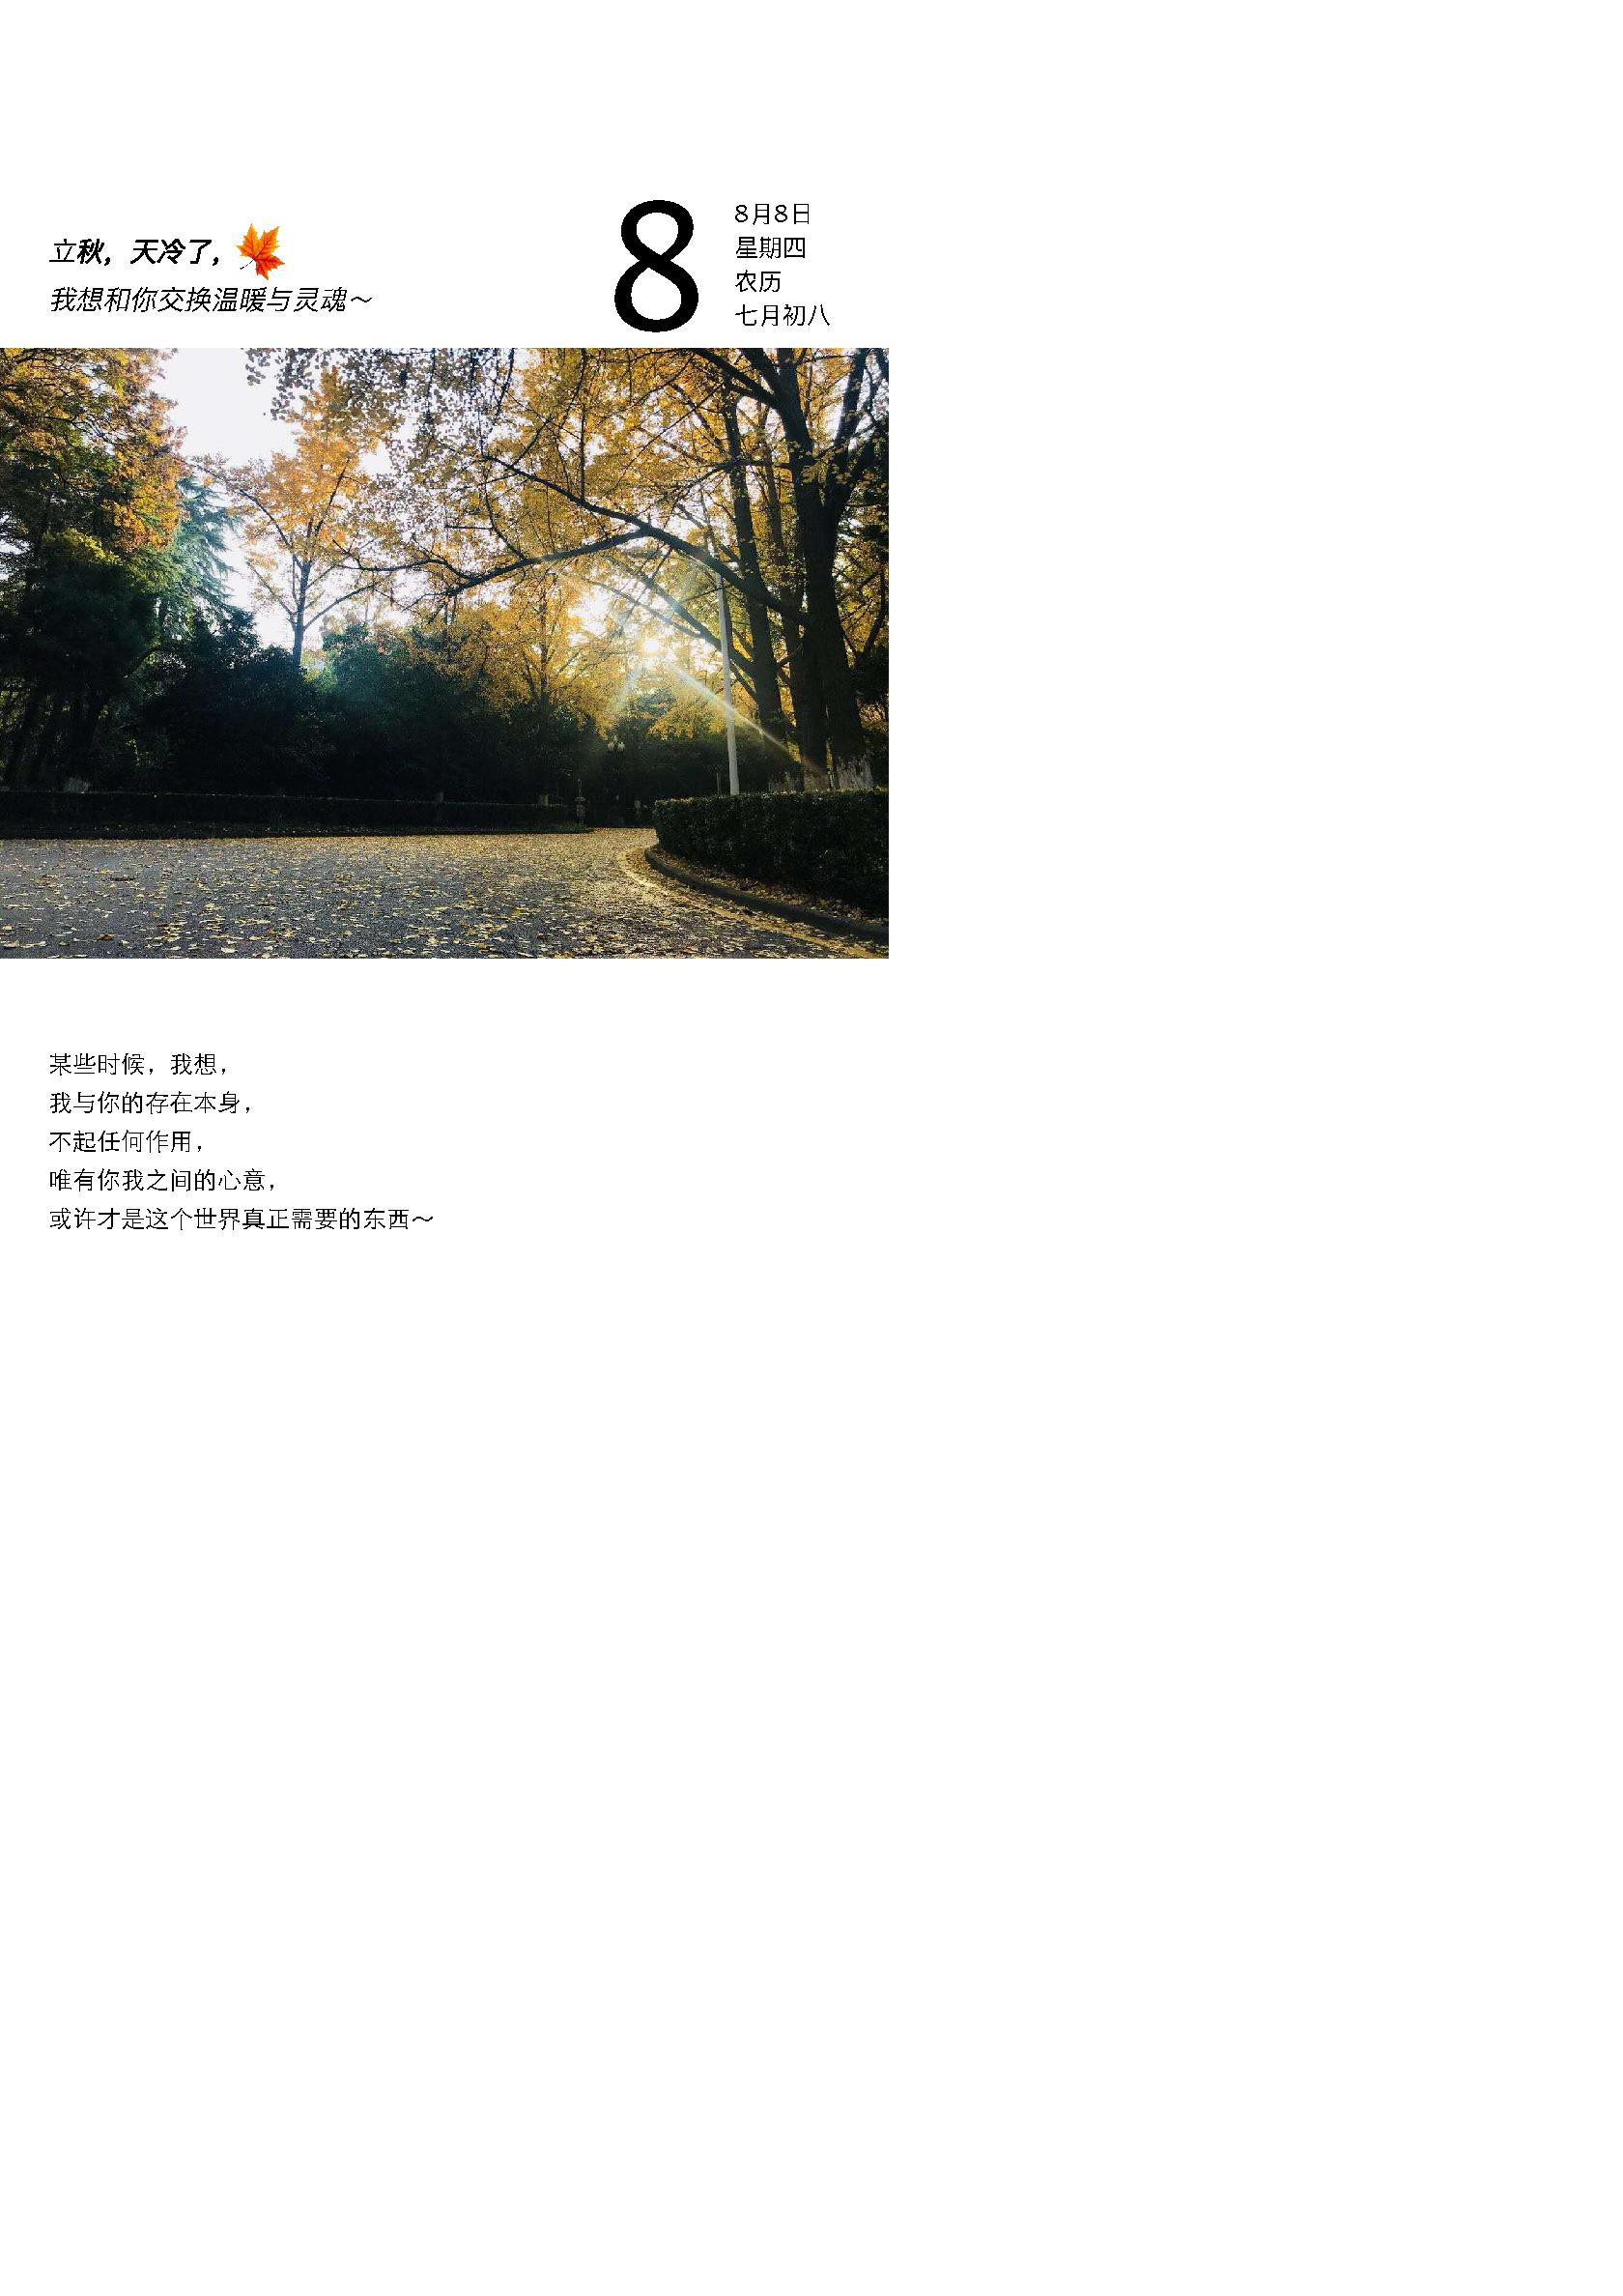 立秋，天冷了，
我想和你交换温暖与灵魂～
8
8月8日
星期四
农历
七月初八
某些时候，我想，
我与你的存在本身，
不起任何作用，
唯有你我之间的心意，
或许才是这个世界真正需要的东西～